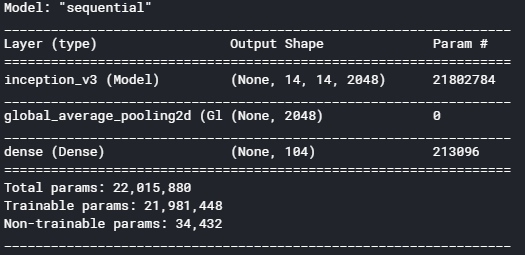 Model: "sequential"
_________________________________________________________________
Layer (type)                 Output Shape              Param #
=================================================================
inception_v3 (Model)         (None, 14, 14, 2048)      21802784
_________________________________________________________________
global_average_pooling2d (Gl (None, 2048)              0
_________________________________________________________________
dense (Dense)                (None, 104)               213096
=================================================================
Total params: 22,015,880
Trainable params: 21,981,448
Non-trainable params: 34,432
_________________________________________________________________